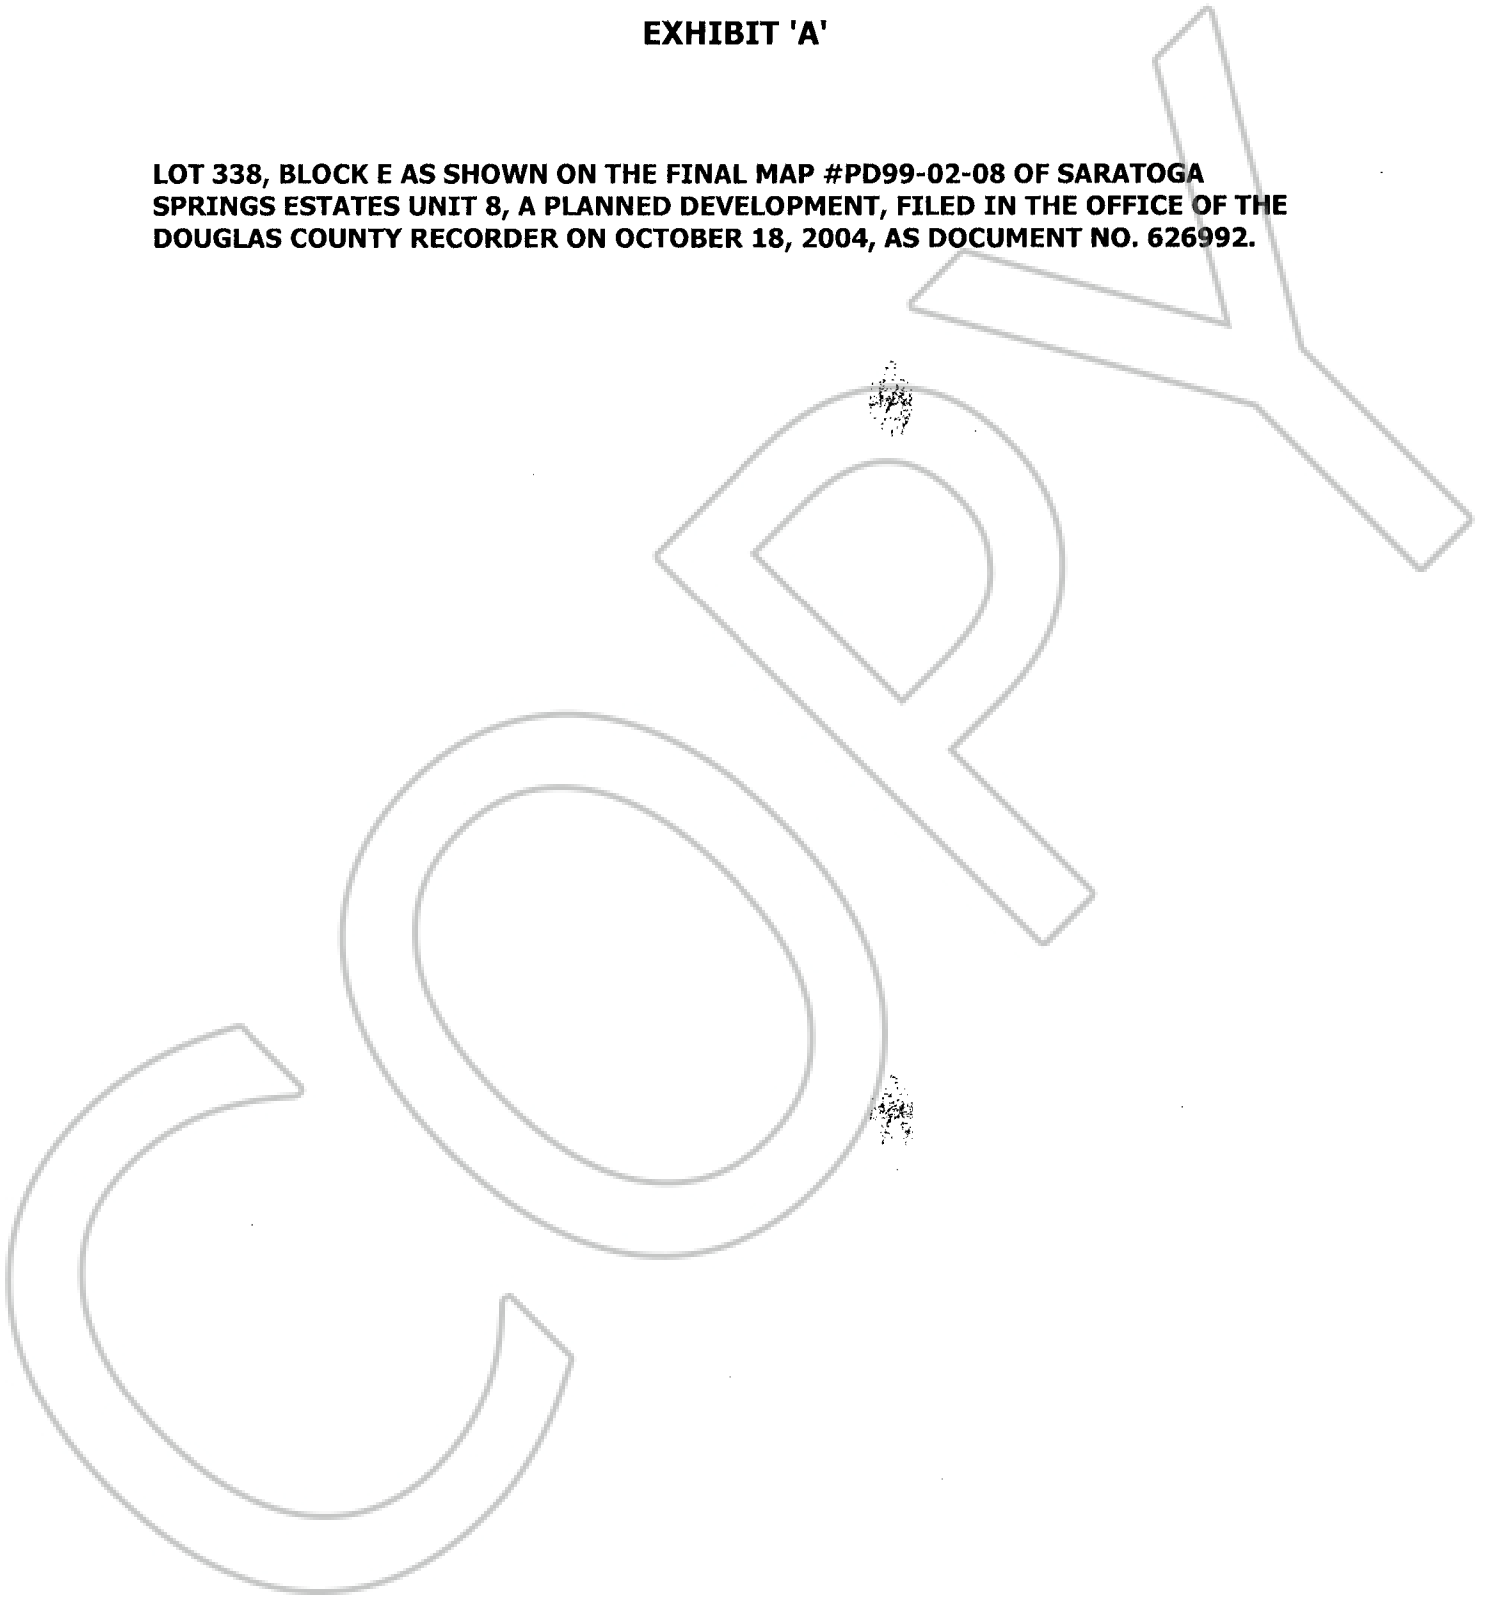 EXHIBIT 'A'
LOT 338, BLOCK E AS SHOWN ON THE FINAL MAP #PD99-02-08 OF SARATOGA
SPRINGS ESTATES UNIT 8, A PLANNED DEVELOPMENT, FILED IN THE OFFICE OF THE
DOUGLAS COUNTY RECORDER ON OCTOBER 18, 2004, AS DOCUMENT NO. 626992.
COPY